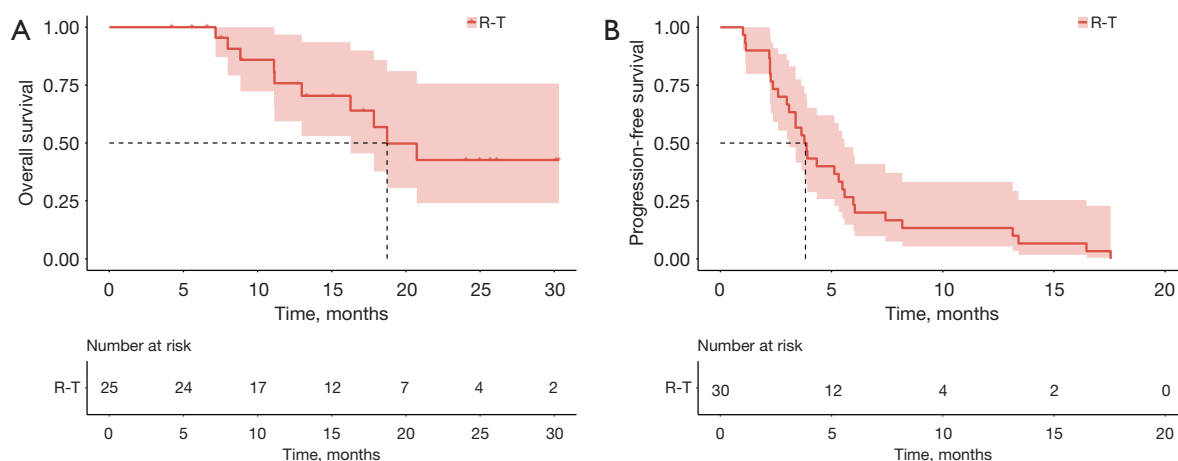 A
R-T
Overall survival
1.00
0.75
0.50
0.25
0.00
0 5 10 15 20 25 30
Time, months
Number at risk
R-T 25 24 17 12 7 4 2
0 5 10 15 20 25 30
Time, months
B
R-T
Progression-free survival
1.00
0.75
0.50
0.25
0.00
0 5 10 15 20
Time, months
Number at risk
R-T 30 12 4 2 0
0 5 10 15 20
Time, months